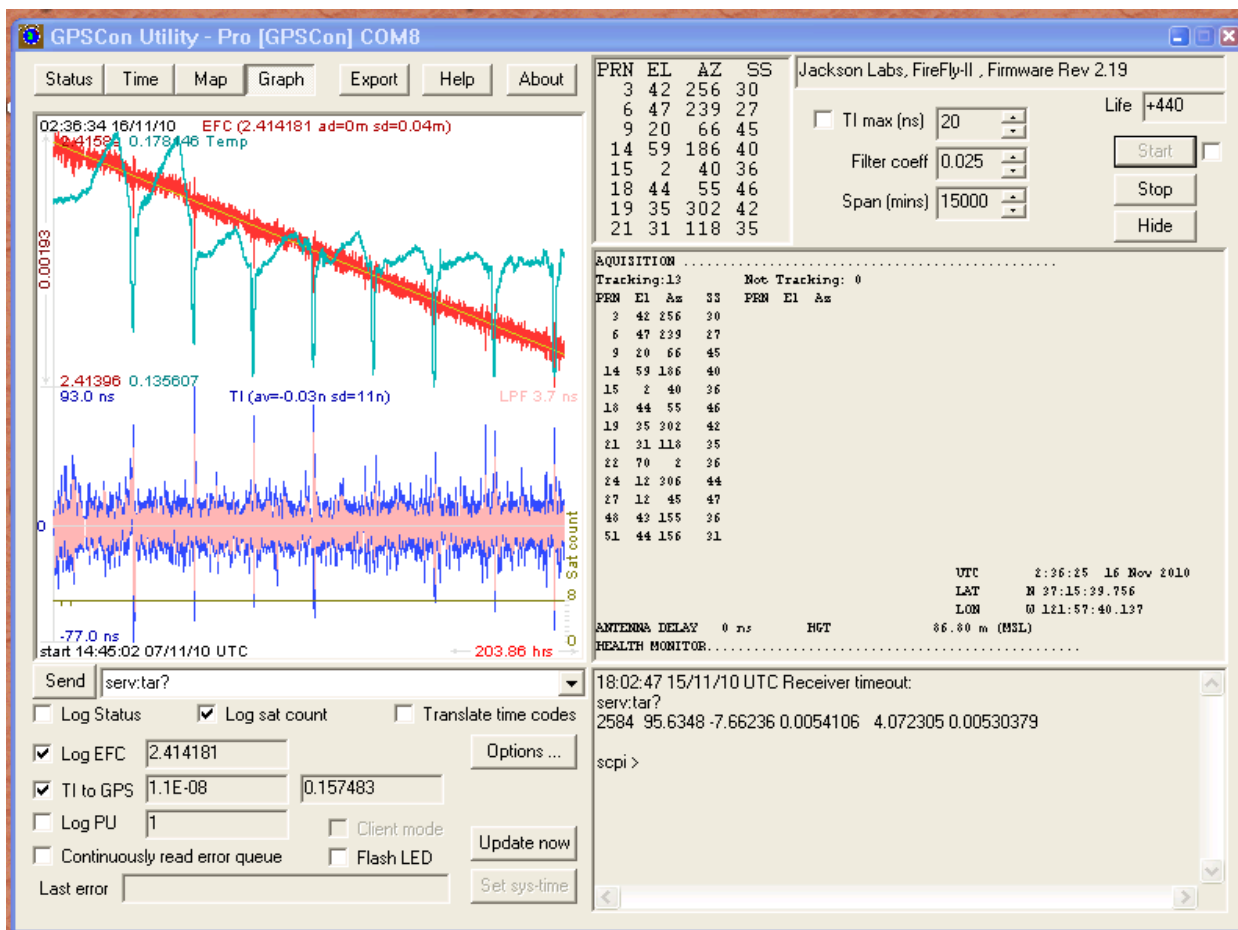 GPSCon Utility - Pro [GPSCon] COM8
Status Time Map Graph Export Help About
02:36:34 16/11/10 EFC (2.414181 ad=0m sd=0.04m)
0.178146 Temp
0.00193
2.41396 0.135607
93.0 ns TI (av=-0.03n sd=11n) LPF 3.7 ns
0
Sat count
8
-77.0 ns 0
start 14:45:02 07/11/10 UTC 203.86 hrs
PRN EL AZ SS
3 42 256 30
6 47 239 27
9 20 66 45
14 59 186 40
15 2 40 36
18 44 55 46
19 35 302 42
21 31 118 35
Jackson Labs, FireFly-II , Firmware Rev 2.19
Life +440
TI max (ns) 20
Filter coeff 0.025
Span (mins) 15000
Start
Stop
Hide
AQUISITION ................................................
Tracking:13 Not Tracking: 0
PRN El Az SS PRN El Az
3 42 256 30
6 47 239 27
9 20 66 45
14 59 186 40
15 2 40 36
18 44 55 46
19 35 302 42
21 31 118 35
22 70 2 36
24 12 306 44
27 12 45 47
48 43 155 36
51 44 156 31
UTC 2:36:25 16 Nov 2010
LAT N 37:15:39.756
LON W 121:57:40.137
ANTENNA DELAY 0 ns HGT 86.80 m (MSL)
HEALTH MONITOR................................................
Send serv:tar?
Log Status Log sat count Translate time codes
Log EFC 2.414181 Options ...
TI to GPS 1.1E-08 0.157483
Log PU 1 Client mode
Update now
Continuously read error queue Flash LED
Last error Set sys-time
18:02:47 15/11/10 UTC Receiver timeout:
serv:tar?
2584 95.6348 -7.66236 0.0054106 4.072305 0.00530379
scpi >